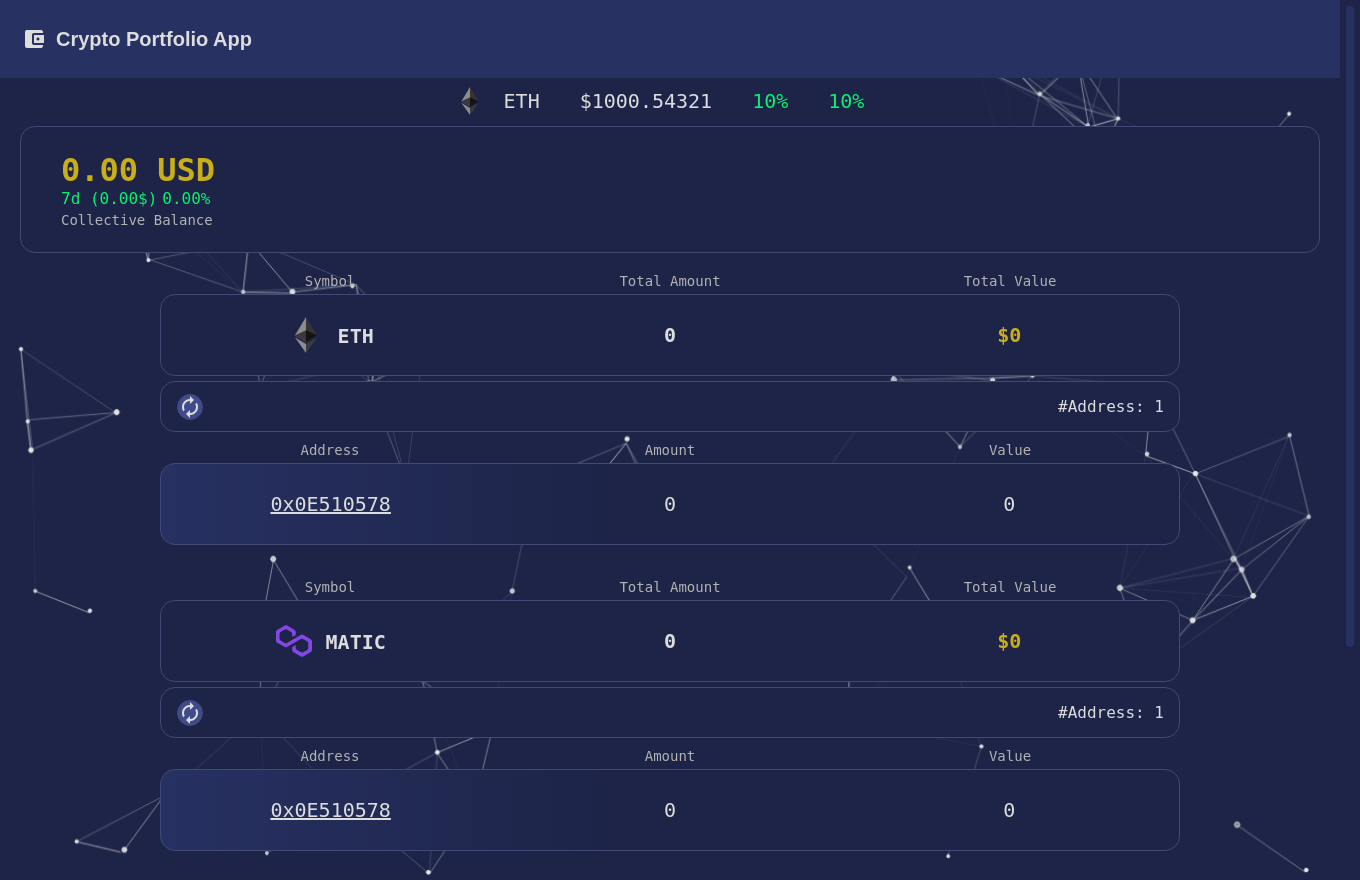 Crypto Portfolio App
ETH $1000.54321 10% 10%
0.00 USD
7d (0.00$) 0.00%
Collective Balance
Symbol Total Amount Total Value
ETH 0 $0
#Address: 1
Address Amount Value
0x0E510578 0 0
Symbol Total Amount Total Value
MATIC 0 $0
#Address: 1
Address Amount Value
0x0E510578 0 0